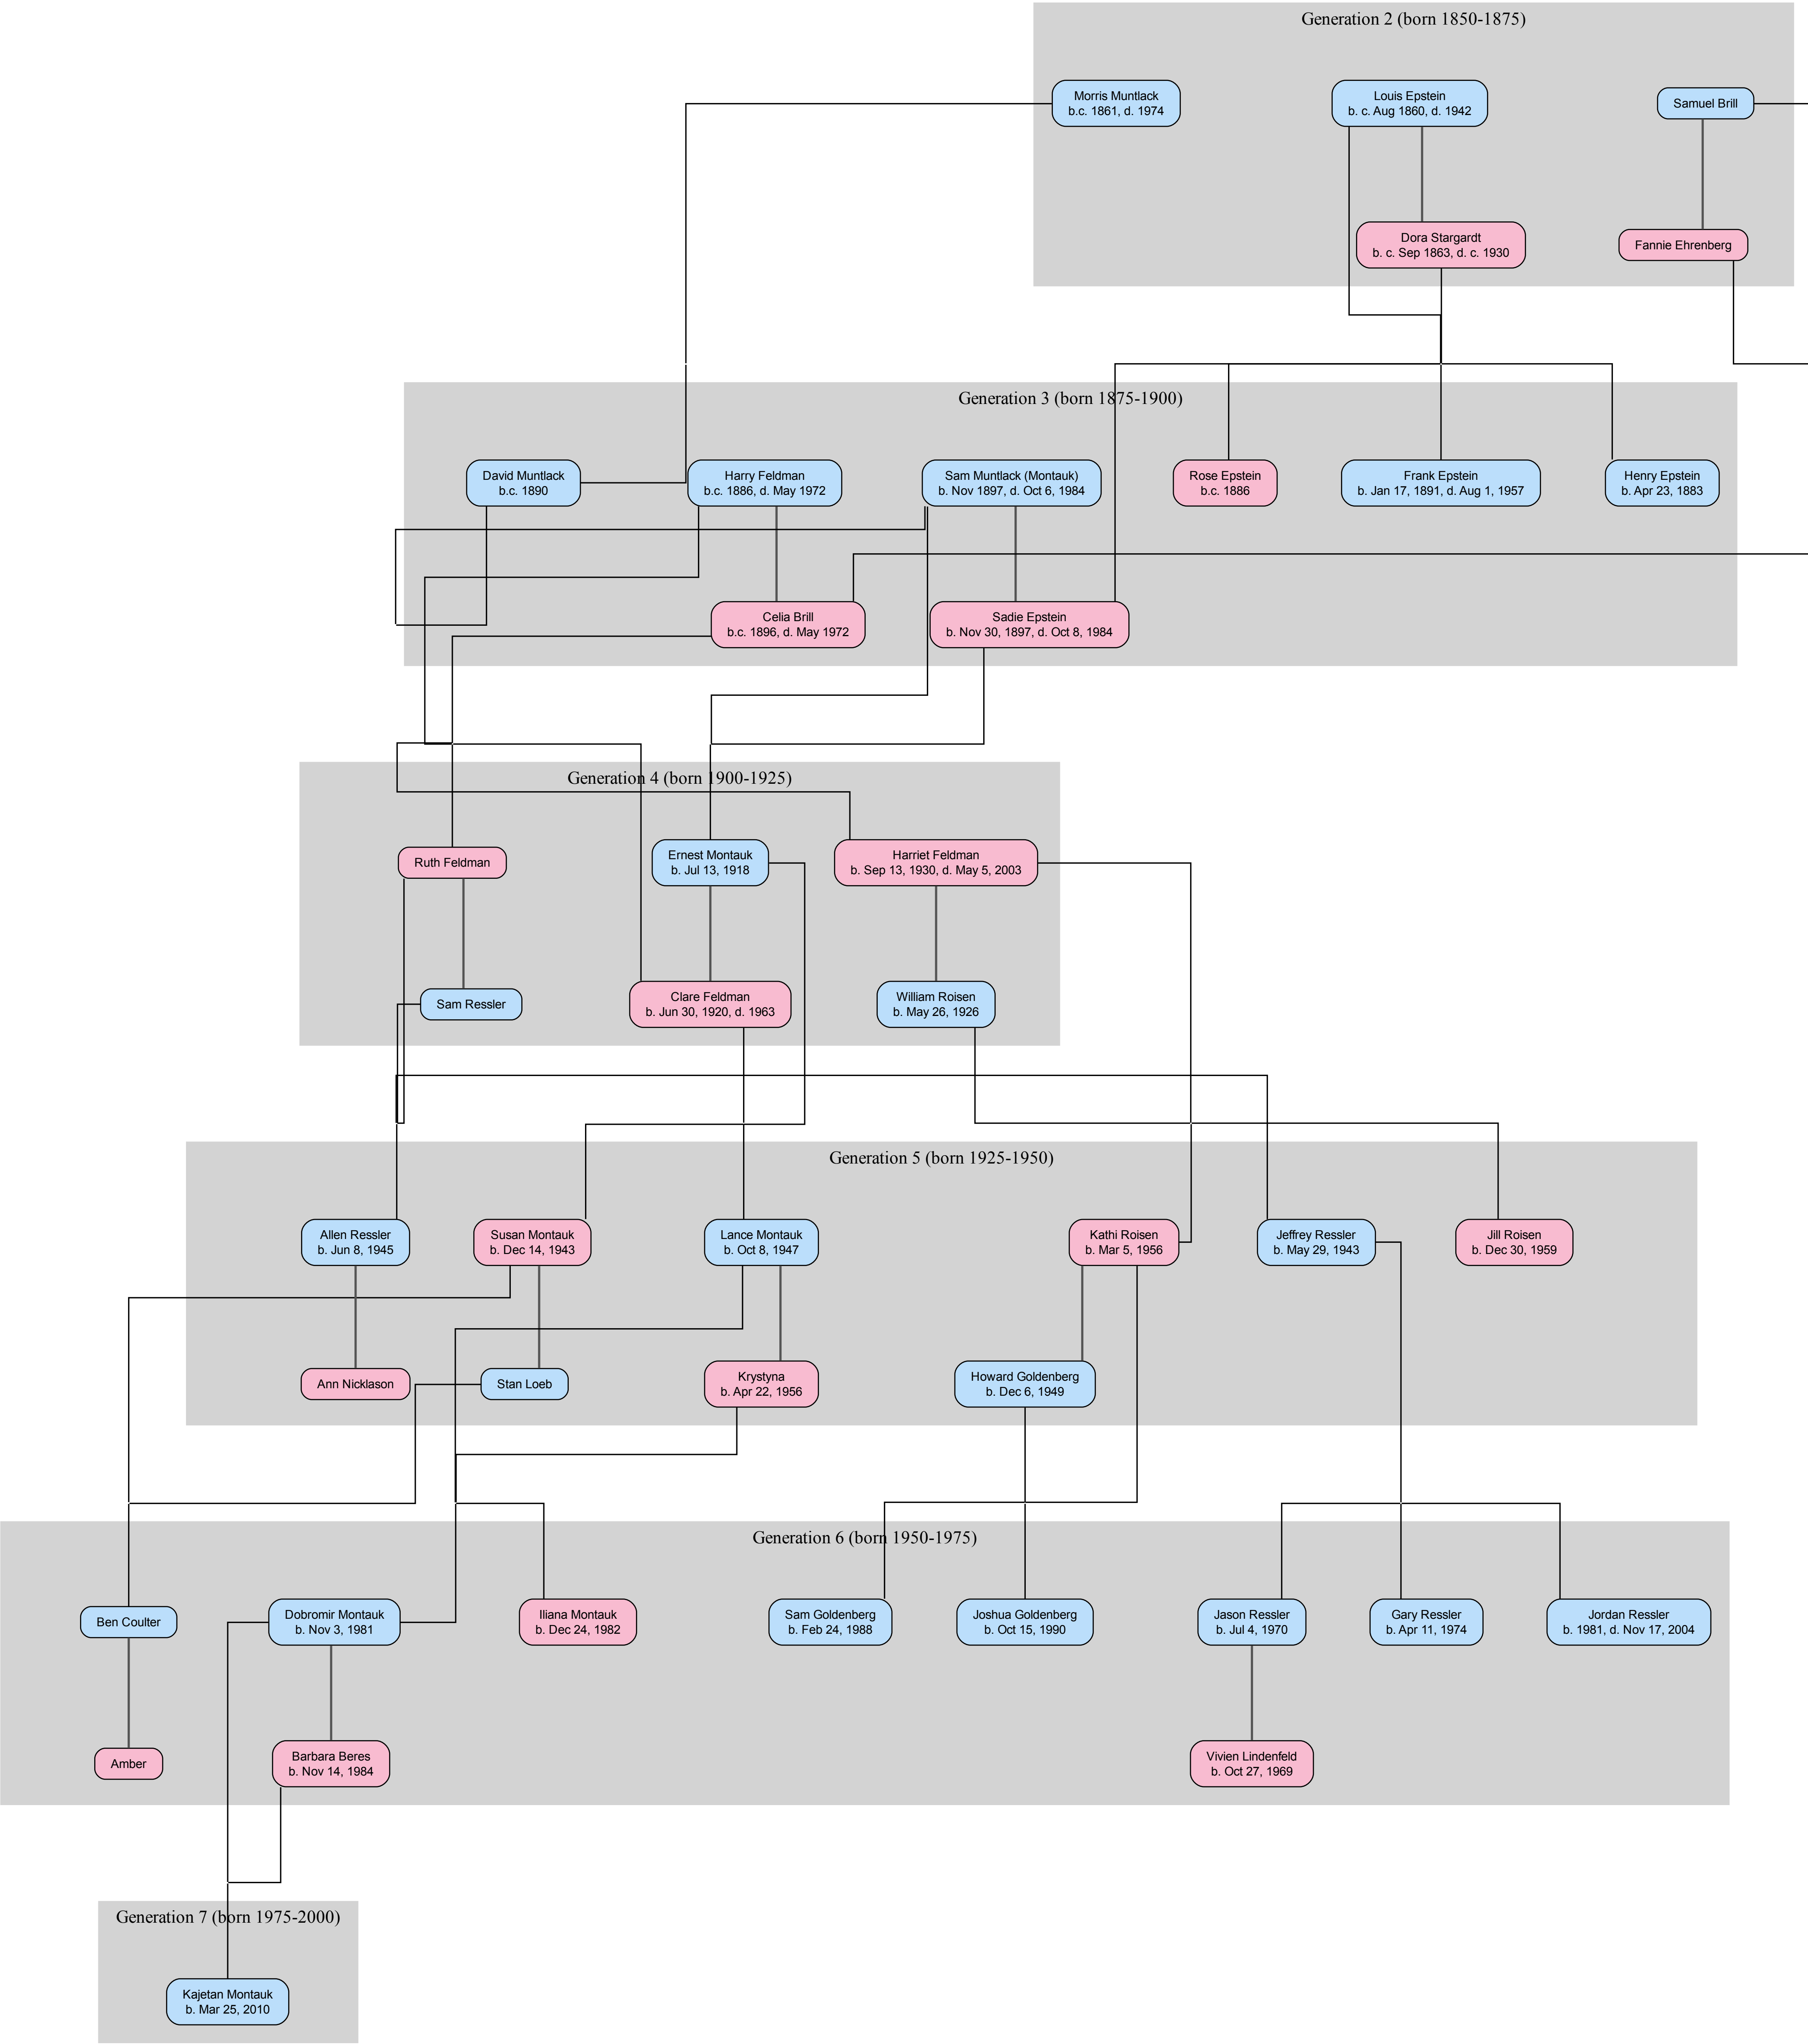 Generation 2 (born 1850-1875)
Morris Muntlack
b.c. 1861, d. 1974
Louis Epstein
b. c. Aug 1860, d. 1942
Samuel Brill
Dora Stargardt
b. c. Sep 1863, d. c. 1930
Fannie Ehrenberg
Generation 3 (born 1875-1900)
David Muntlack
b.c. 1890
Harry Feldman
b.c. 1886, d. May 1972
Sam Muntlack (Montauk)
b. Nov 1897, d. Oct 6, 1984
Rose Epstein
b.c. 1886
Frank Epstein
b. Jan 17, 1891, d. Aug 1, 1957
Henry Epstein
b. Apr 23, 1883
Celia Brill
b.c. 1896, d. May 1972
Sadie Epstein
b. Nov 30, 1897, d. Oct 8, 1984
Generation 4 (born 1900-1925)
Ruth Feldman
Ernest Montauk
b. Jul 13, 1918
Harriet Feldman
b. Sep 13, 1930, d. May 5, 2003
Sam Ressler
Clare Feldman
b. Jun 30, 1920, d. 1963
William Roisen
b. May 26, 1926
Generation 5 (born 1925-1950)
Allen Ressler
b. Jun 8, 1945
Susan Montauk
b. Dec 14, 1943
Lance Montauk
b. Oct 8, 1947
Kathi Roisen
b. Mar 5, 1956
Jeffrey Ressler
b. May 29, 1943
Jill Roisen
b. Dec 30, 1959
Ann Nicklason
Stan Loeb
Krystyna
b. Apr 22, 1956
Howard Goldenberg
b. Dec 6, 1949
Generation 6 (born 1950-1975)
Ben Coulter
Dobromir Montauk
b. Nov 3, 1981
Iliana Montauk
b. Dec 24, 1982
Sam Goldenberg
b. Feb 24, 1988
Joshua Goldenberg
b. Oct 15, 1990
Jason Ressler
b. Jul 4, 1970
Gary Ressler
b. Apr 11, 1974
Jordan Ressler
b. 1981, d. Nov 17, 2004
Amber
Barbara Beres
b. Nov 14, 1984
Vivien Lindenfeld
b. Oct 27, 1969
Generation 7 (born 1975-2000)
Kajetan Montauk
b. Mar 25, 2010